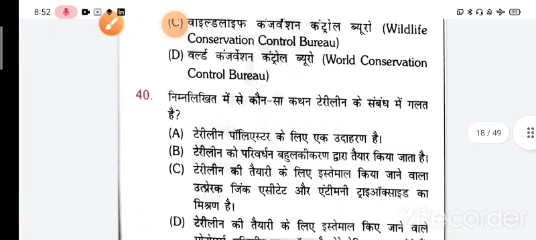 8:52
(C) वाइल्डलाइफ कंजर्वेशन कंट्रोल ब्यूरो (Wildlife
Conservation Control Bureau)
(D) वर्ल्ड कंजर्वेशन कंट्रोल ब्यूरो (World Conservation
Control Bureau)
40. निम्नलिखित में से कौन-सा कथन टेरीलीन के संबंध में गलत
है?
(A) टेरीलीन पॉलिएस्टर के लिए एक उदाहरण है।
(B) टेरीलीन को परिवर्धन बहुलकीकरण द्वारा तैयार किया जाता है।
(C) टेरीलीन की तैयारी के लिए इस्तेमाल किया जाने वाला
उत्प्रेरक जिंक एसीटेट और एंटीमनी ट्राइऑक्साइड का
मिश्रण है।
(D) टेरीलीन की तैयारी के लिए इस्तेमाल किए जाने वाले
18 / 49
XRecorder